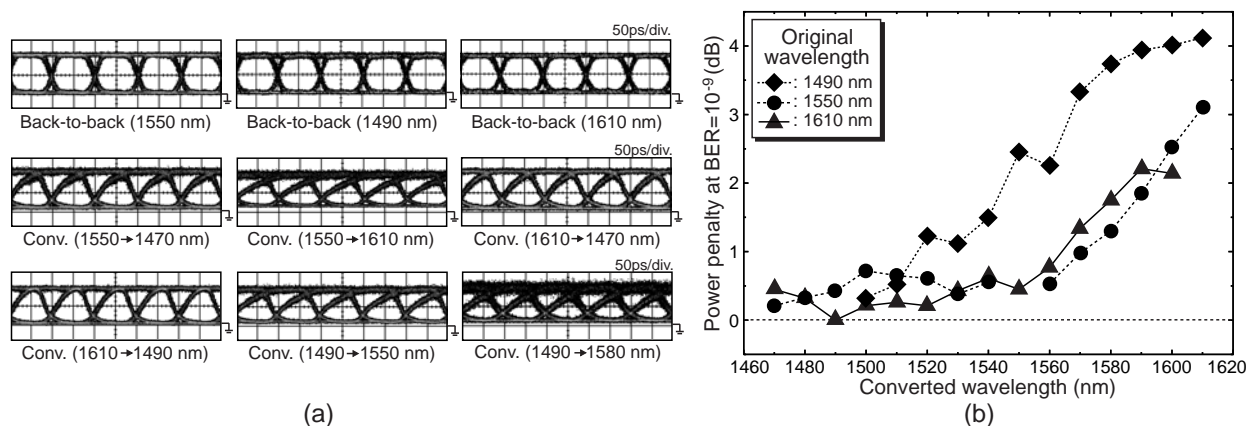 50ps/div.
Back-to-back (1550 nm) Back-to-back (1490 nm) Back-to-back (1610 nm)
50ps/div.
Conv. (1550→1470 nm) Conv. (1550→1610 nm) Conv. (1610→1470 nm)
50ps/div.
Conv. (1610→1490 nm) Conv. (1490→1550 nm) Conv. (1490→1580 nm)
(a)
Power penalty at BER=10-9 (dB)
4
3
2
1
0
Original
wavelength
: 1490 nm
: 1550 nm
: 1610 nm
1460 1480 1500 1520 1540 1560 1580 1600 1620
Converted wavelength (nm)
(b)